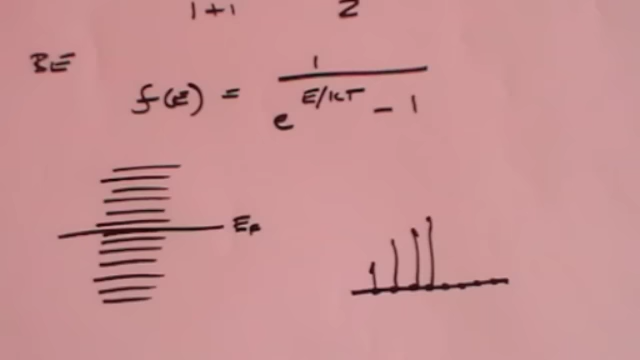 1+1 2
BE
f(E) = 1 / e^E/KT - 1
E_F